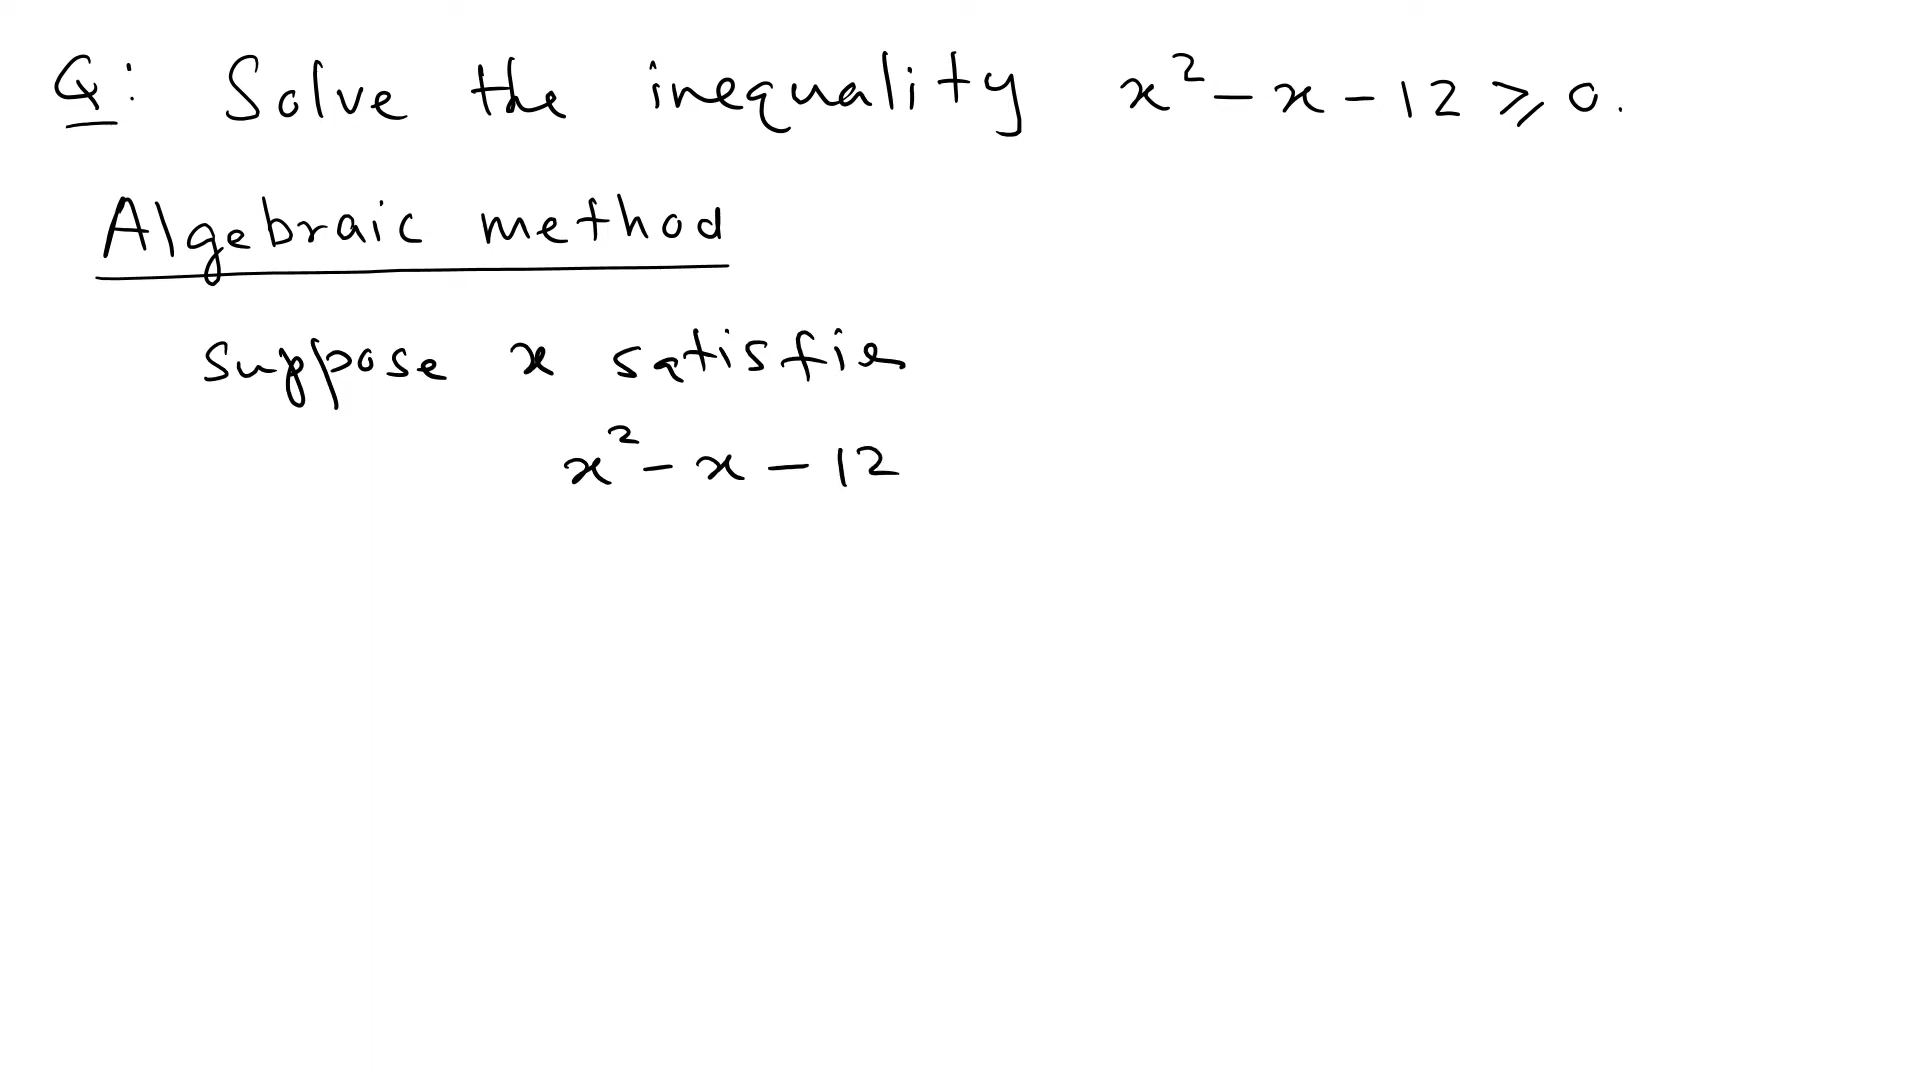 Q: Solve the inequality x² - x - 12 ⩾ 0.
Algebraic method
Suppose x satisfies
x² - x - 12